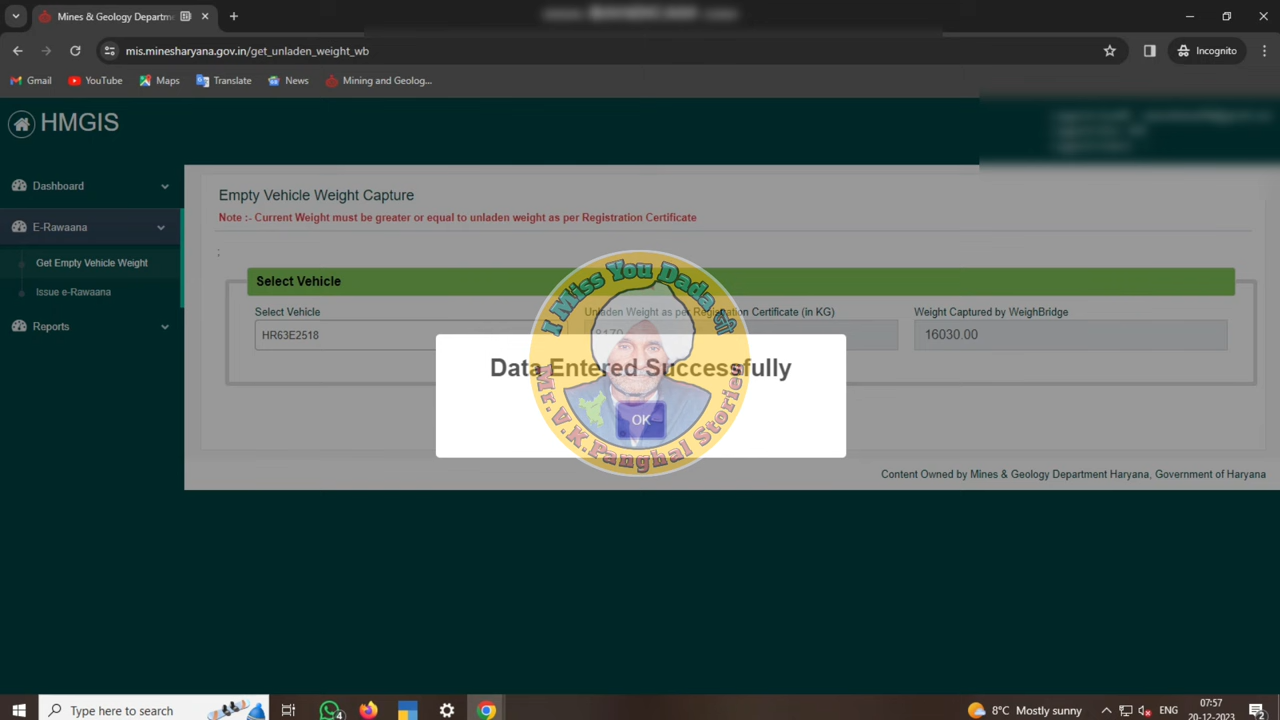 Mines & Geology Departm
mis.minesharyana.gov.in/get_unladen_weight_wb
Incognito
Gmail
YouTube
Maps
Translate
News
Mining and Geolog...
HMGIS
Dashboard
E-Rawaana
Get Empty Vehicle Weight
Issue e-Rawaana
Reports
Empty Vehicle Weight Capture
Note :- Current Weight must be greater or equal to unladen weight as per Registration Certificate
;
Select Vehicle
Select Vehicle
Unladen Weight as per Registration Certificate (in KG)
Weight Captured by WeighBridge
HR63E2518
8170
16030.00
Data Entered Successfully
OK
I Miss You Dada जी
Mr.V.K.Panghal Stories
Content Owned by Mines & Geology Department Haryana, Government of Haryana
Type here to search
4
8°C Mostly sunny
ENG
07:57
20-12-2023
2